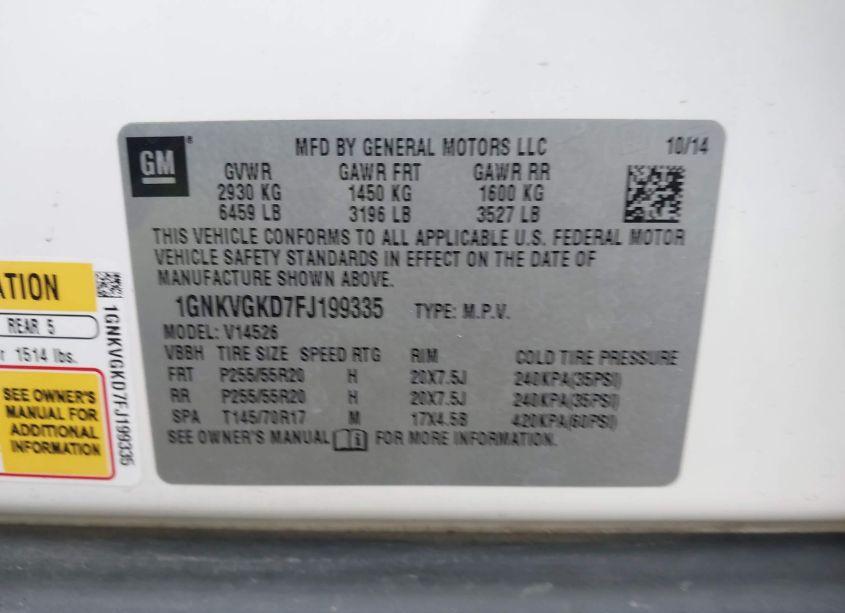 GM ®
MFD BY GENERAL MOTORS LLC 10/14
GVWR GAWR FRT GAWR RR
2930 KG 1450 KG 1600 KG
6459 LB 3196 LB 3527 LB
THIS VEHICLE CONFORMS TO ALL APPLICABLE U.S. FEDERAL MOTOR
VEHICLE SAFETY STANDARDS IN EFFECT ON THE DATE OF
MANUFACTURE SHOWN ABOVE.
1GNKVGKD7FJ199335 TYPE: M.P.V.
MODEL: V14526
VBBH TIRE SIZE SPEED RTG RIM COLD TIRE PRESSURE
FRT P255/55R20 H 20X7.5J 240KPA(35PSI)
RR P255/55R20 H 20X7.5J 240KPA(35PSI)
SPA T145/70R17 M 17X4.5B 420KPA(60PSI)
SEE OWNER'S MANUAL FOR MORE INFORMATION.
REAR 5
1514 lbs.
SEE OWNER'S
MANUAL FOR
ADDITIONAL
INFORMATION
1GNKVGKD7FJ199335